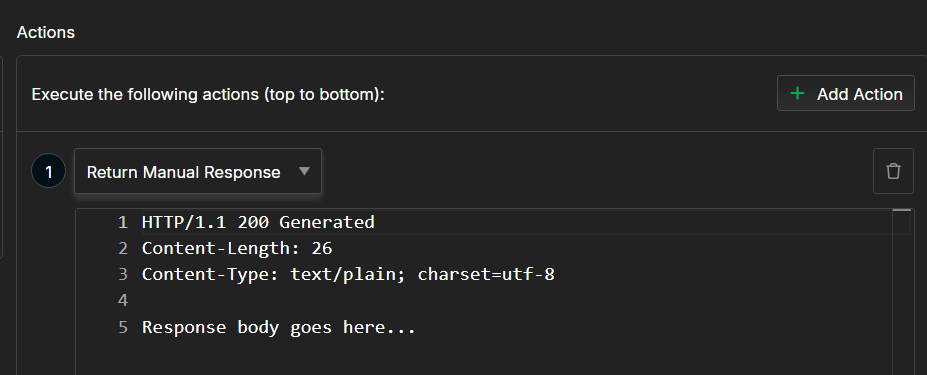 Actions
Execute the following actions (top to bottom):
+ Add Action
1 Return Manual Response ▼
1 HTTP/1.1 200 Generated
2 Content-Length: 26
3 Content-Type: text/plain; charset=utf-8
4
5 Response body goes here...